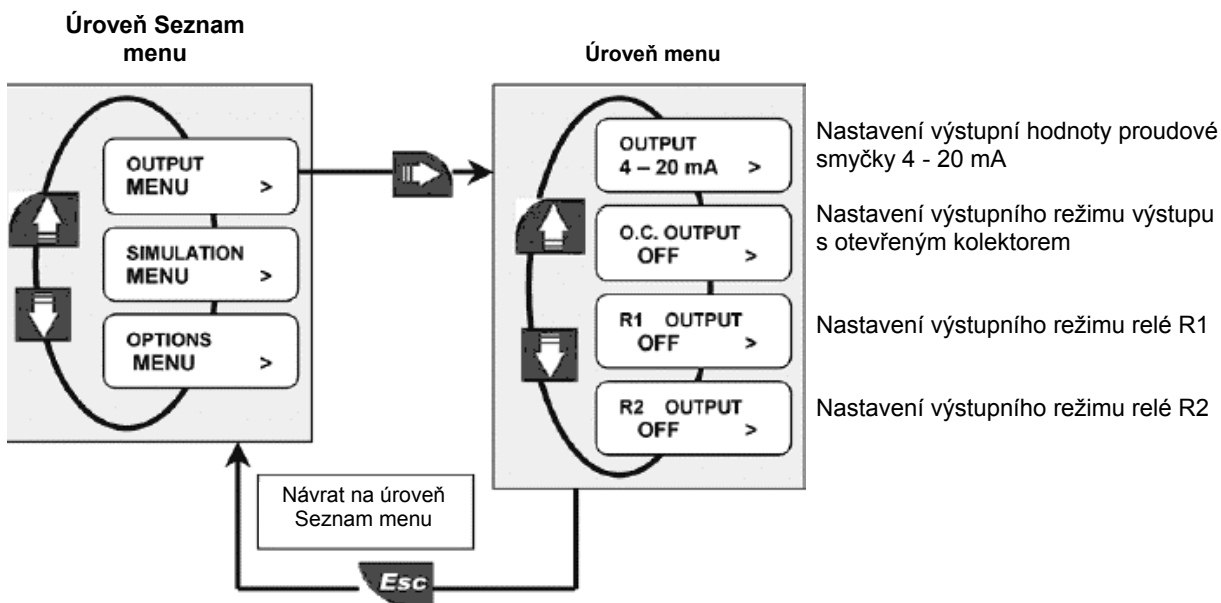 Úroveň Seznam
menu
Úroveň menu
OUTPUT
MENU >
SIMULATION
MENU >
OPTIONS
MENU >
OUTPUT
4 – 20 mA >
O.C. OUTPUT
OFF >
R1 OUTPUT
OFF >
R2 OUTPUT
OFF >
Nastavení výstupní hodnoty proudové
smyčky 4 - 20 mA
Nastavení výstupního režimu výstupu
s otevřeným kolektorem
Nastavení výstupního režimu relé R1
Nastavení výstupního režimu relé R2
Návrat na úroveň
Seznam menu
Esc